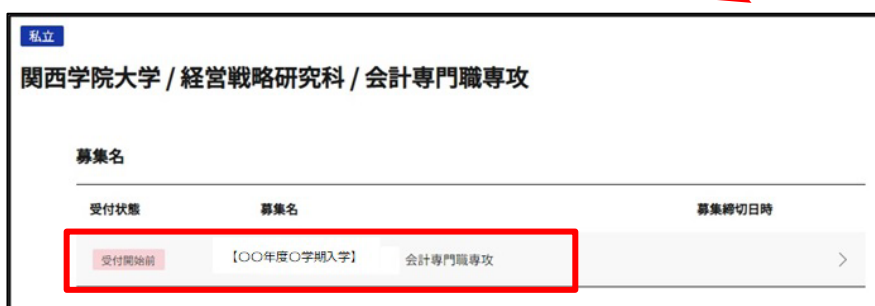 私立
関西学院大学 / 経営戦略研究科 / 会計専門職専攻
募集名
受付状態 募集名 募集締切日時
受付開始前 【〇〇年度〇学期入学】 会計専門職専攻